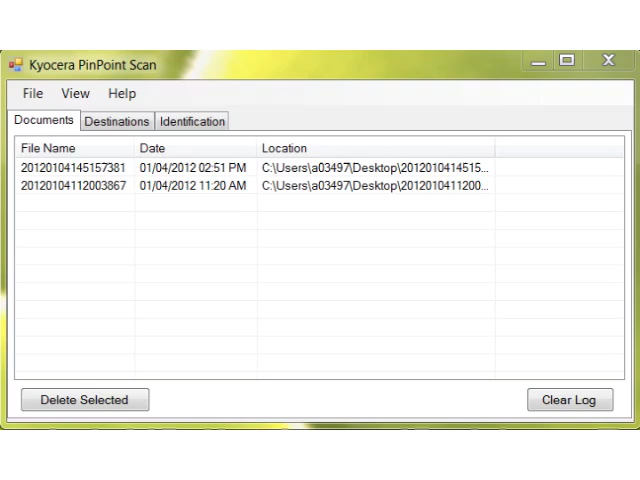 Kyocera PinPoint Scan
File View Help
Documents Destinations Identification
File Name Date Location
20120104145157381 01/04/2012 02:51 PM C:\Users\a03497\Desktop\2012010414515...
20120104112003867 01/04/2012 11:20 AM C:\Users\a03497\Desktop\2012010411200...
Delete Selected Clear Log